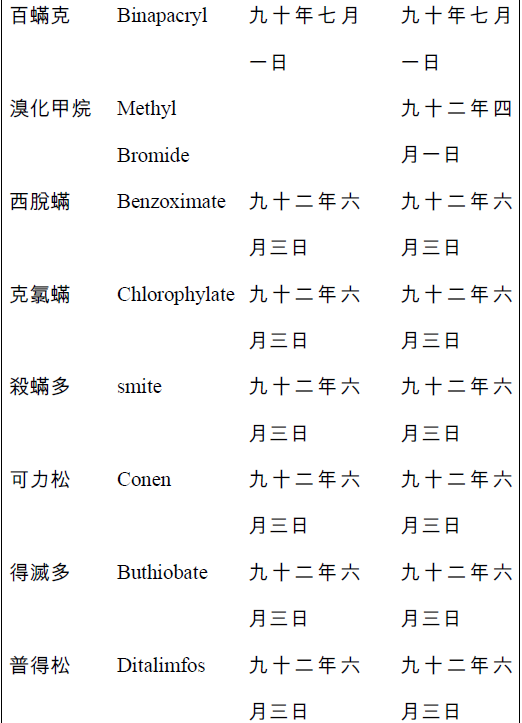 百蟎克 Binapacryl 九十年七月 九十年七月
一日 一日
溴化甲烷 Methyl 九十二年四
Bromide 月一日
西脫蟎 Benzoximate 九十二年六 九十二年六
月三日 月三日
克氯蟎 Chlorophylate 九十二年六 九十二年六
月三日 月三日
殺蟎多 smite 九十二年六 九十二年六
月三日 月三日
可力松 Conen 九十二年六 九十二年六
月三日 月三日
得滅多 Buthiobate 九十二年六 九十二年六
月三日 月三日
普得松 Ditalimfos 九十二年六 九十二年六
月三日 月三日